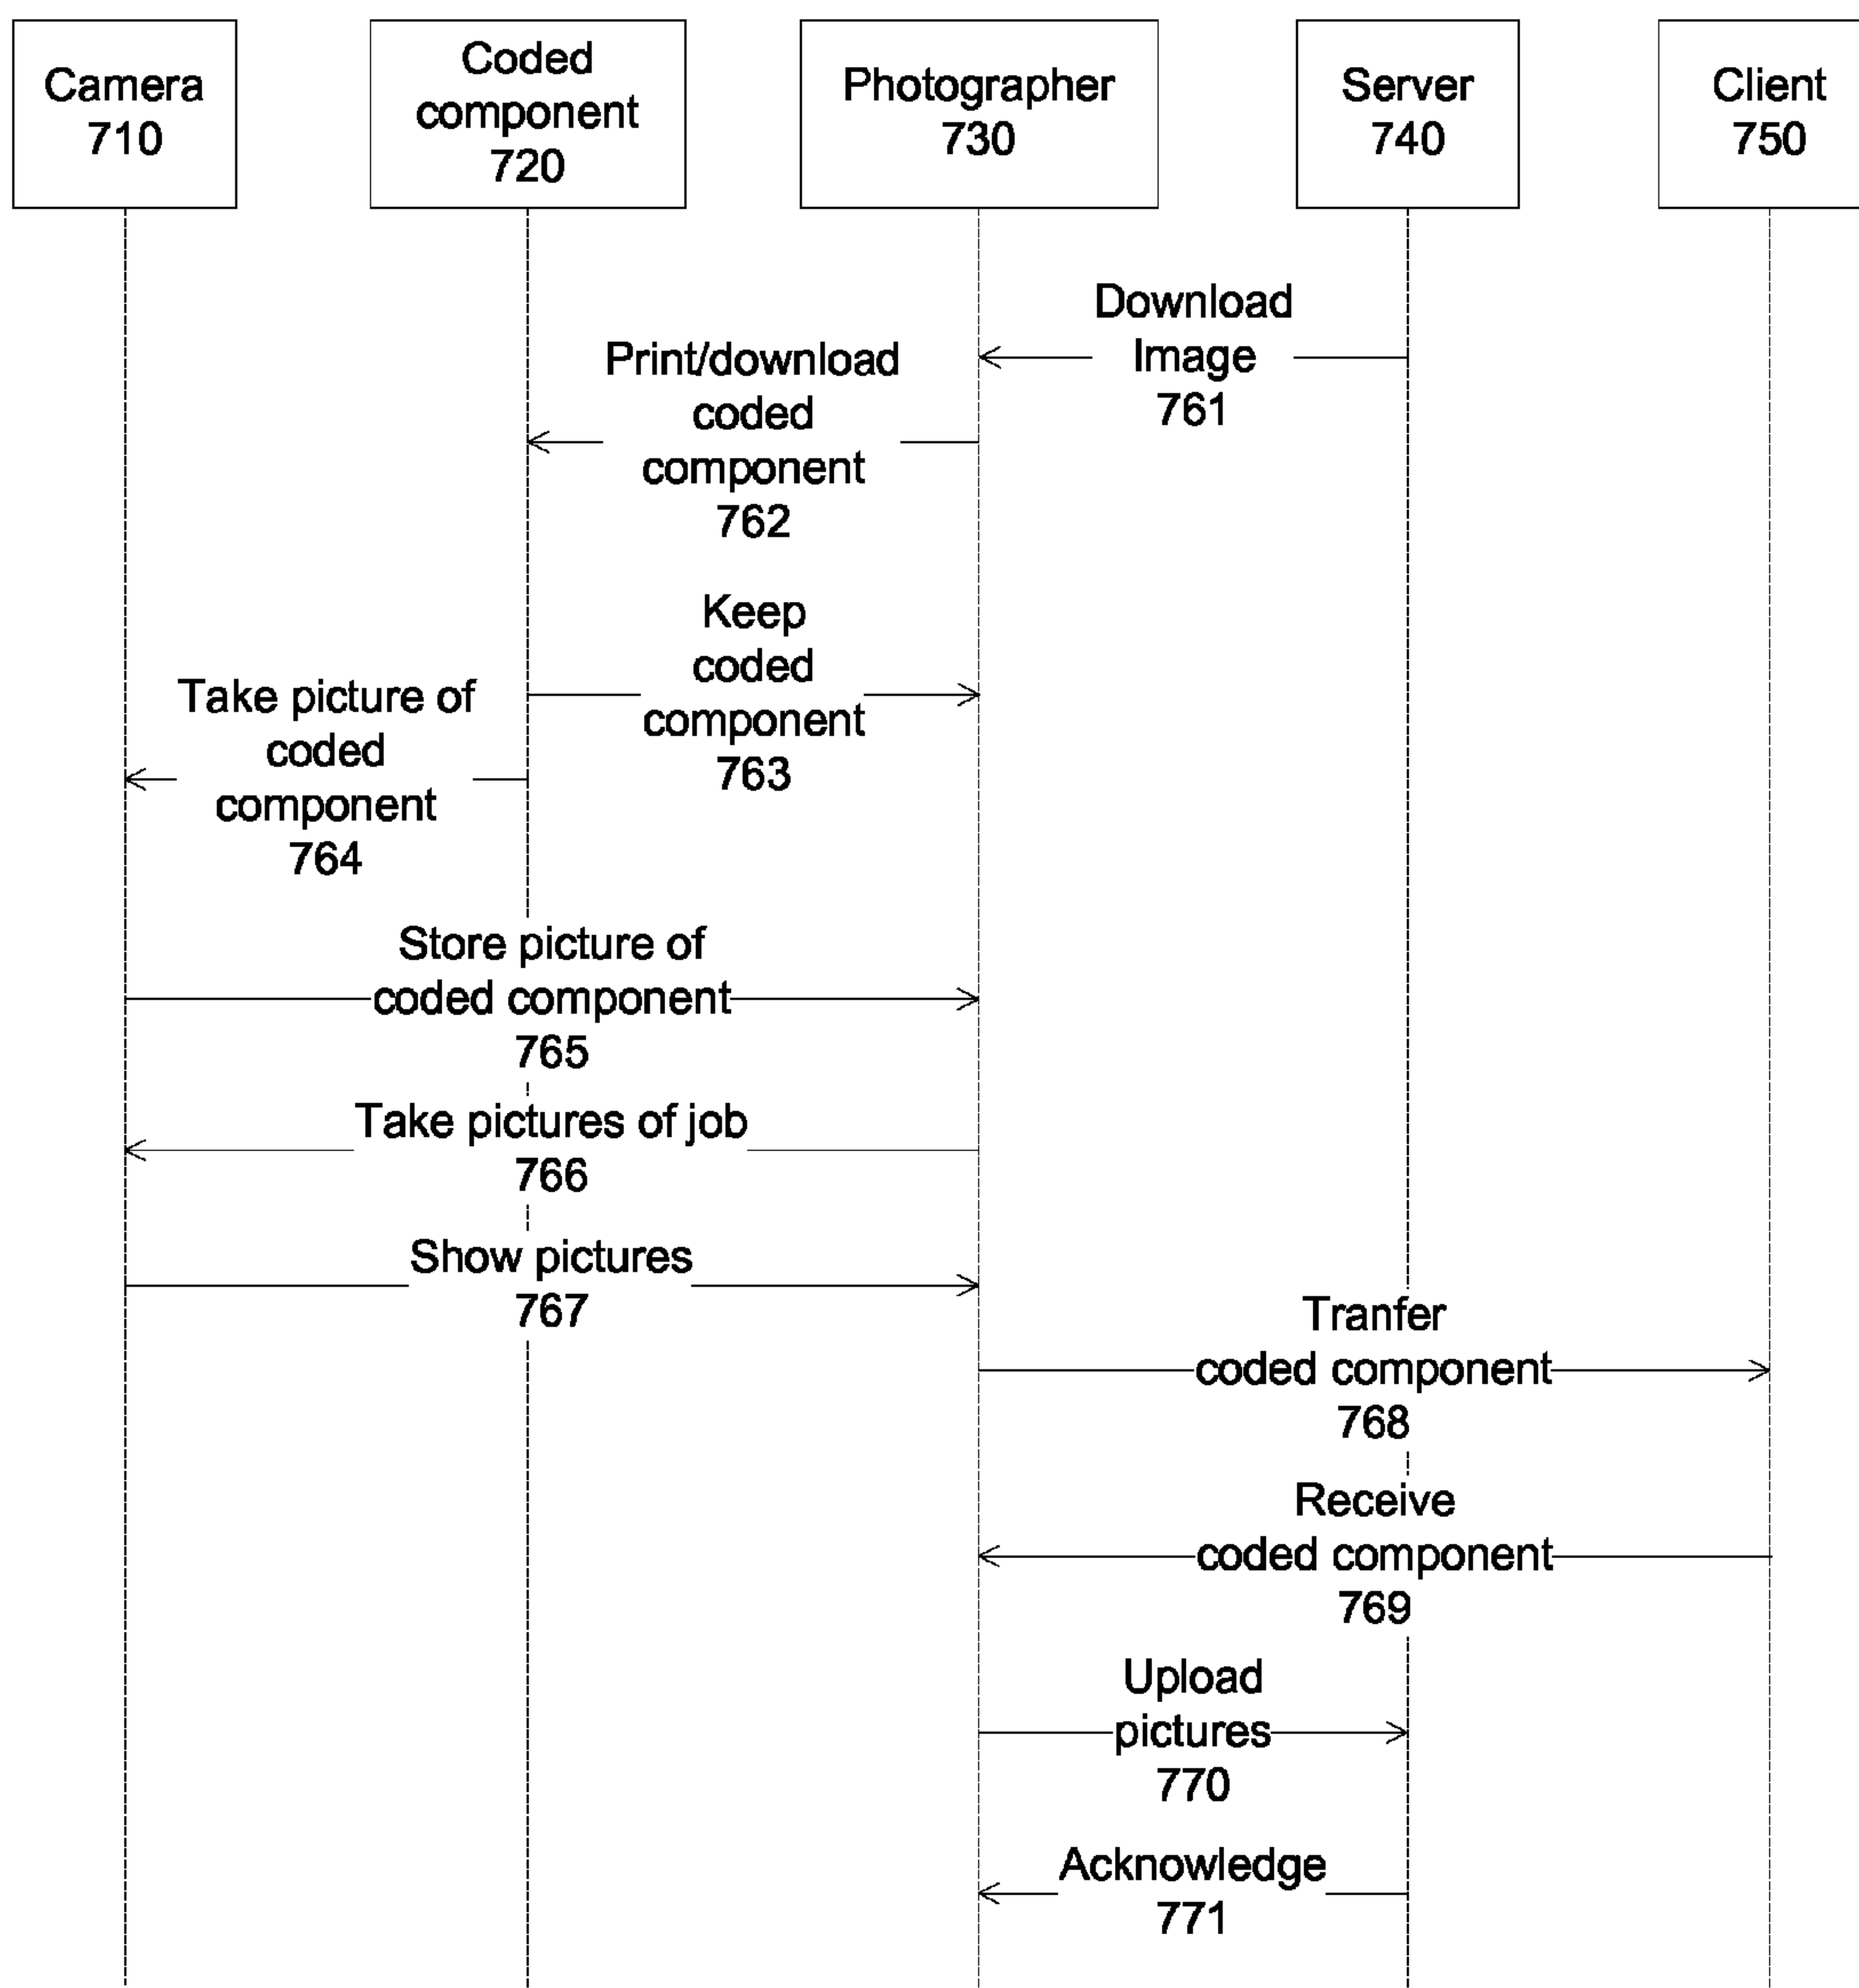 Camera
710
Coded
component
720
Photographer
730
Server
740
Client
750
Download
Image
761
Print/download
coded
component
762
Keep
coded
component
763
Take picture of
coded
component
764
Store picture of
coded component
765
Take pictures of job
766
Show pictures
767
Tranfer
coded component
768
Receive
coded component
769
Upload
pictures
770
Acknowledge
771